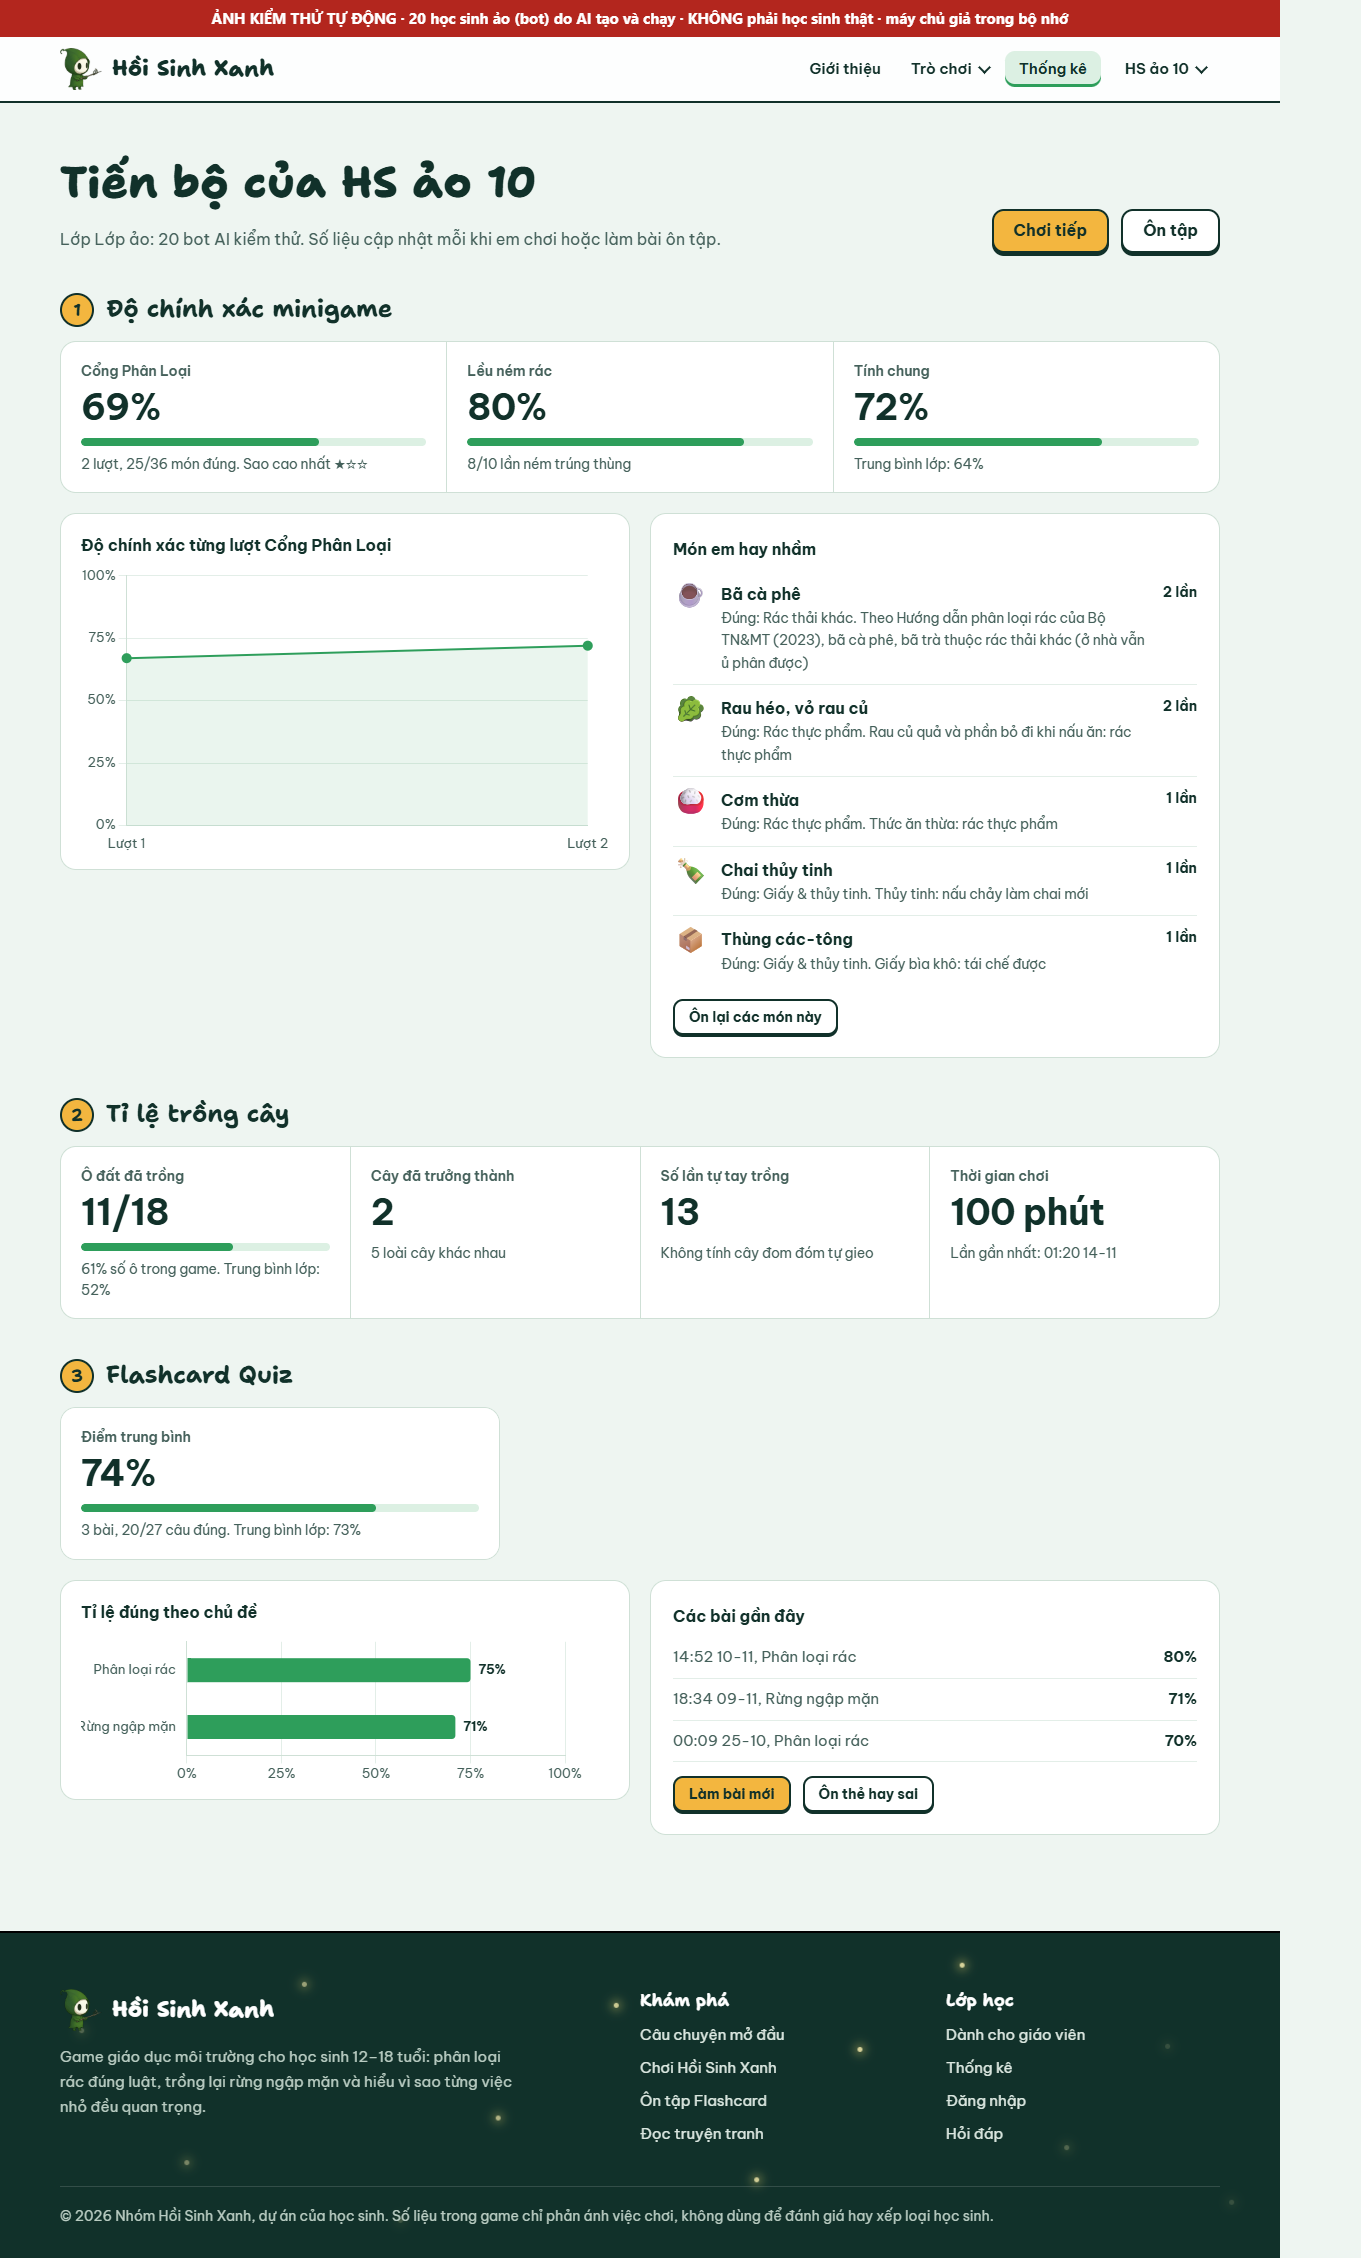 ẢNH KIỂM THỬ TỰ ĐỘNG · 20 học sinh ảo (bot) do AI tạo và chạy · KHÔNG phải học sinh thật · máy chủ giả trong bộ nhớ
Hồi Sinh Xanh
Giới thiệu
Trò chơi
Thống kê
HS ảo 10
Tiến bộ của HS ảo 10
Lớp Lớp ảo: 20 bot AI kiểm thử. Số liệu cập nhật mỗi khi em chơi hoặc làm bài ôn tập.
Chơi tiếp
Ôn tập
1
Độ chính xác minigame
Cổng Phân Loại
69%
2 lượt, 25/36 món đúng. Sao cao nhất ★☆☆
Lều ném rác
80%
8/10 lần ném trúng thùng
Tính chung
72%
Trung bình lớp: 64%
Độ chính xác từng lượt Cổng Phân Loại
100%
75%
50%
25%
0%
Lượt 1
Lượt 2
Món em hay nhầm
Bã cà phê
2 lần
Đúng: Rác thải khác. Theo Hướng dẫn phân loại rác của Bộ
TN&MT (2023), bã cà phê, bã trà thuộc rác thải khác (ở nhà vẫn
ủ phân được)
Rau héo, vỏ rau củ
2 lần
Đúng: Rác thực phẩm. Rau củ quả và phần bỏ đi khi nấu ăn: rác
thực phẩm
Cơm thừa
1 lần
Đúng: Rác thực phẩm. Thức ăn thừa: rác thực phẩm
Chai thủy tinh
1 lần
Đúng: Giấy & thủy tinh. Thủy tinh: nấu chảy làm chai mới
Thùng các-tông
1 lần
Đúng: Giấy & thủy tinh. Giấy bìa khô: tái chế được
Ôn lại các món này
2
Tỉ lệ trồng cây
Ô đất đã trồng
11/18
61% số ô trong game. Trung bình lớp:
52%
Cây đã trưởng thành
2
5 loài cây khác nhau
Số lần tự tay trồng
13
Không tính cây đom đóm tự gieo
Thời gian chơi
100 phút
Lần gần nhất: 01:20 14-11
3
Flashcard Quiz
Điểm trung bình
74%
3 bài, 20/27 câu đúng. Trung bình lớp: 73%
Tỉ lệ đúng theo chủ đề
Phân loại rác
75%
Rừng ngập mặn
71%
0%
25%
50%
75%
100%
Các bài gần đây
14:52 10-11, Phân loại rác
80%
18:34 09-11, Rừng ngập mặn
71%
00:09 25-10, Phân loại rác
70%
Làm bài mới
Ôn thẻ hay sai
Hồi Sinh Xanh
Game giáo dục môi trường cho học sinh 12–18 tuổi: phân loại
rác đúng luật, trồng lại rừng ngập mặn và hiểu vì sao từng việc
nhỏ đều quan trọng.
Khám phá
Câu chuyện mở đầu
Chơi Hồi Sinh Xanh
Ôn tập Flashcard
Đọc truyện tranh
Lớp học
Dành cho giáo viên
Thống kê
Đăng nhập
Hỏi đáp
© 2026 Nhóm Hồi Sinh Xanh, dự án của học sinh. Số liệu trong game chỉ phản ánh việc chơi, không dùng để đánh giá hay xếp loại học sinh.